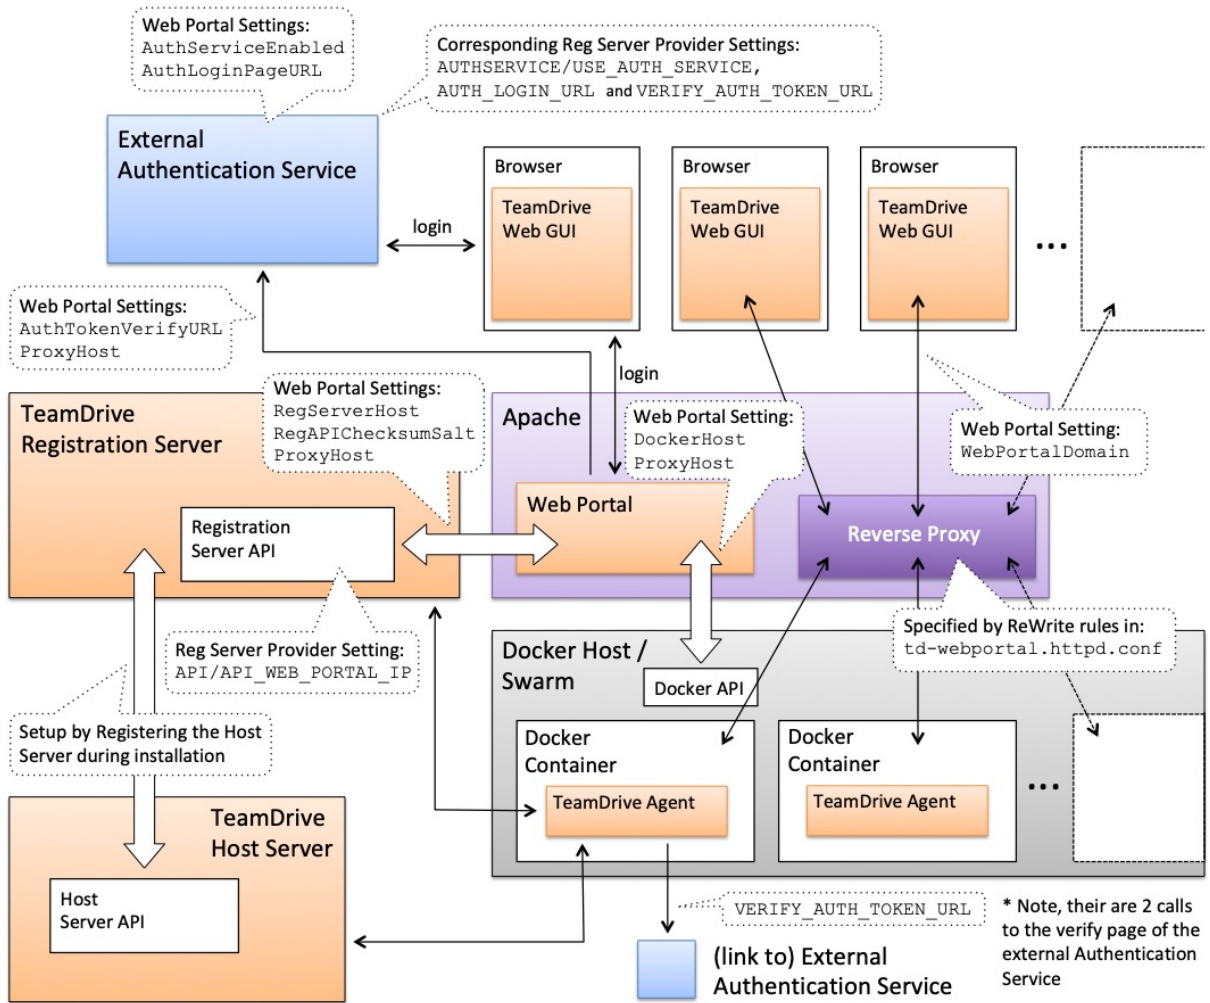 Web Portal Settings:
AuthServiceEnabled
AuthLoginPageURL
Corresponding Reg Server Provider Settings:
AUTHSERVICE/USE_AUTH_SERVICE,
AUTH_LOGIN_URL and VERIFY_AUTH_TOKEN_URL
External
Authentication Service
login
Browser
TeamDrive
Web GUI
Browser
TeamDrive
Web GUI
Browser
TeamDrive
Web GUI
...
Web Portal Settings:
AuthTokenVerifyURL
ProxyHost
login
TeamDrive
Registration Server
Web Portal Settings:
RegServerHost
RegAPIChecksumSalt
ProxyHost
Apache
Web Portal Setting:
DockerHost
ProxyHost
Web Portal Setting:
WebPortalDomain
Registration
Server API
Web Portal
Reverse Proxy
Reg Server Provider Setting:
API/API_WEB_PORTAL_IP
Specified by ReWrite rules in:
td-webportal.httpd.conf
Docker Host /
Swarm
Docker API
Setup by Registering the Host
Server during installation
Docker
Container
TeamDrive Agent
Docker
Container
TeamDrive Agent
...
TeamDrive
Host Server
Host
Server API
VERIFY_AUTH_TOKEN_URL
(link to) External
Authentication Service
* Note, their are 2 calls
to the verify page of the
external Authentication
Service